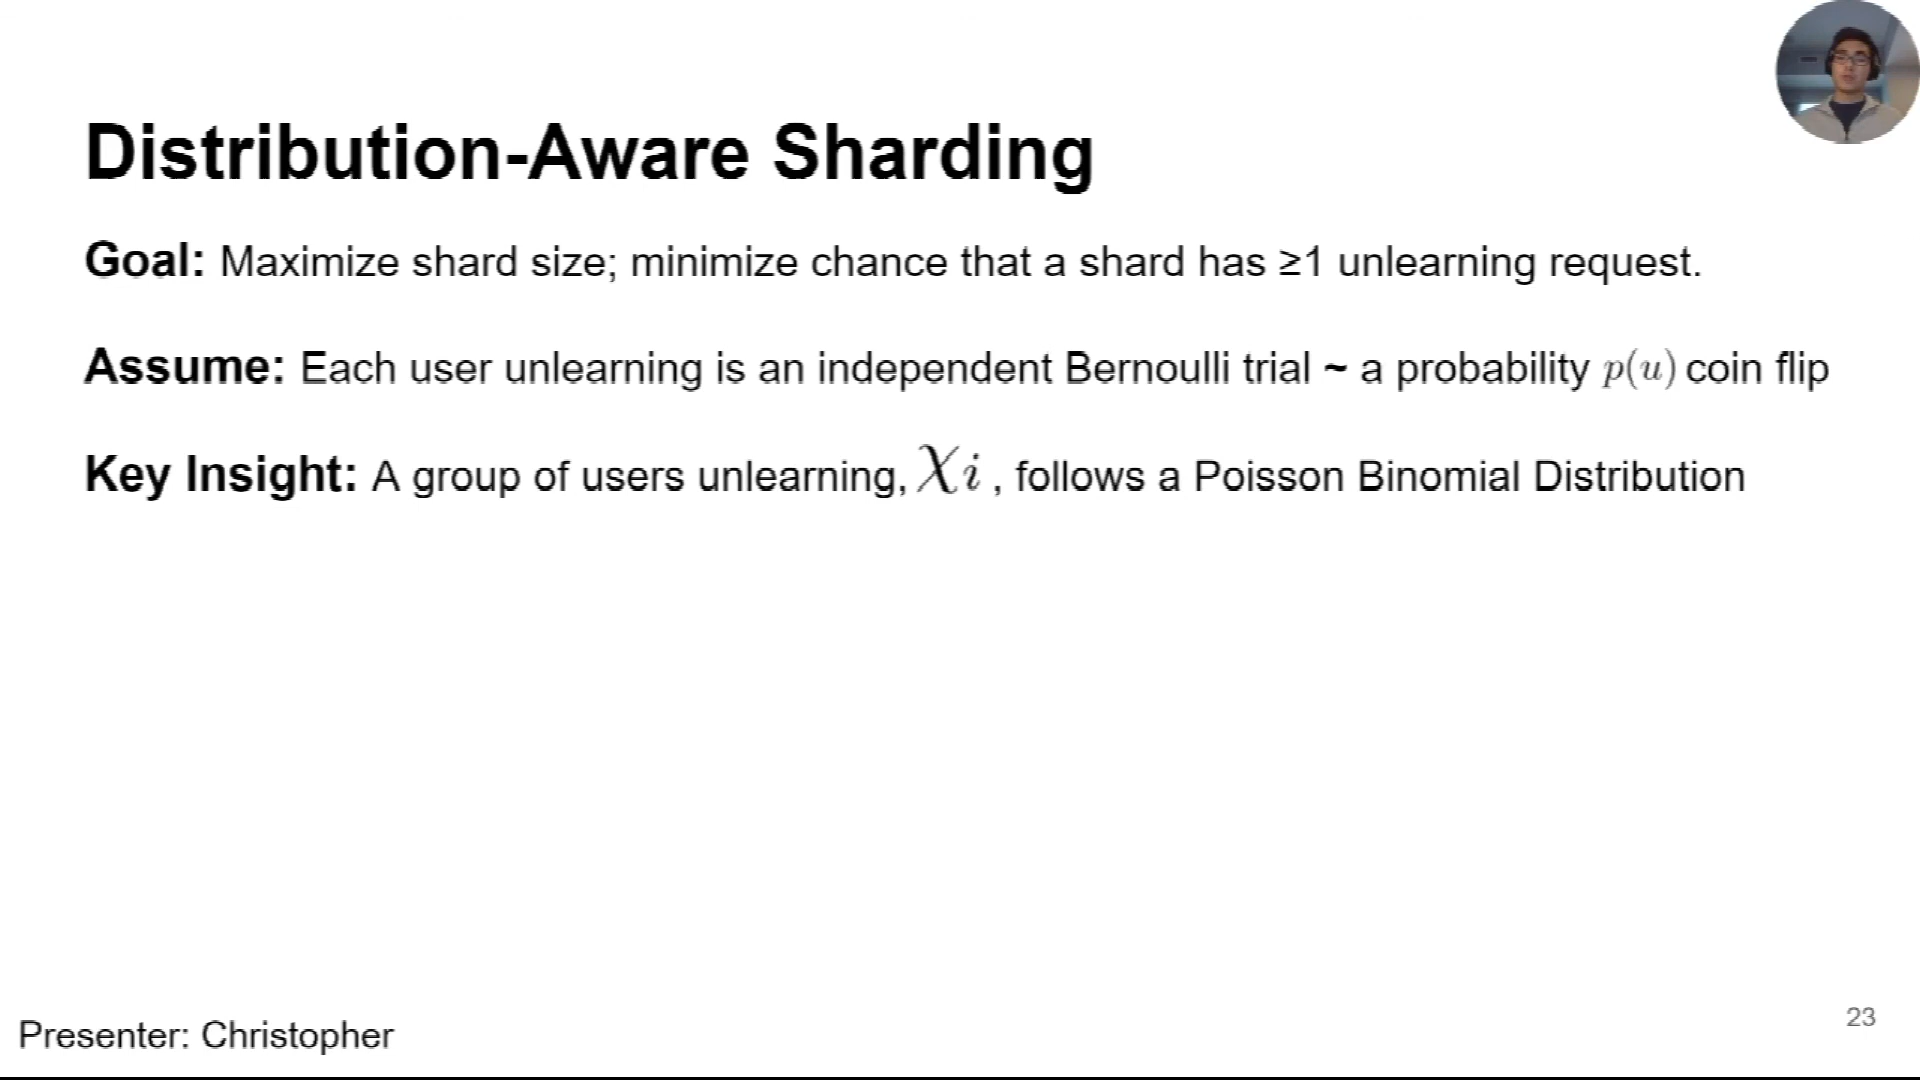 Distribution-Aware Sharding
Goal: Maximize shard size; minimize chance that a shard has ≥1 unlearning request.
Assume: Each user unlearning is an independent Bernoulli trial ~ a probability p(u) coin flip
Key Insight: A group of users unlearning, χi , follows a Poisson Binomial Distribution
Presenter: Christopher
23